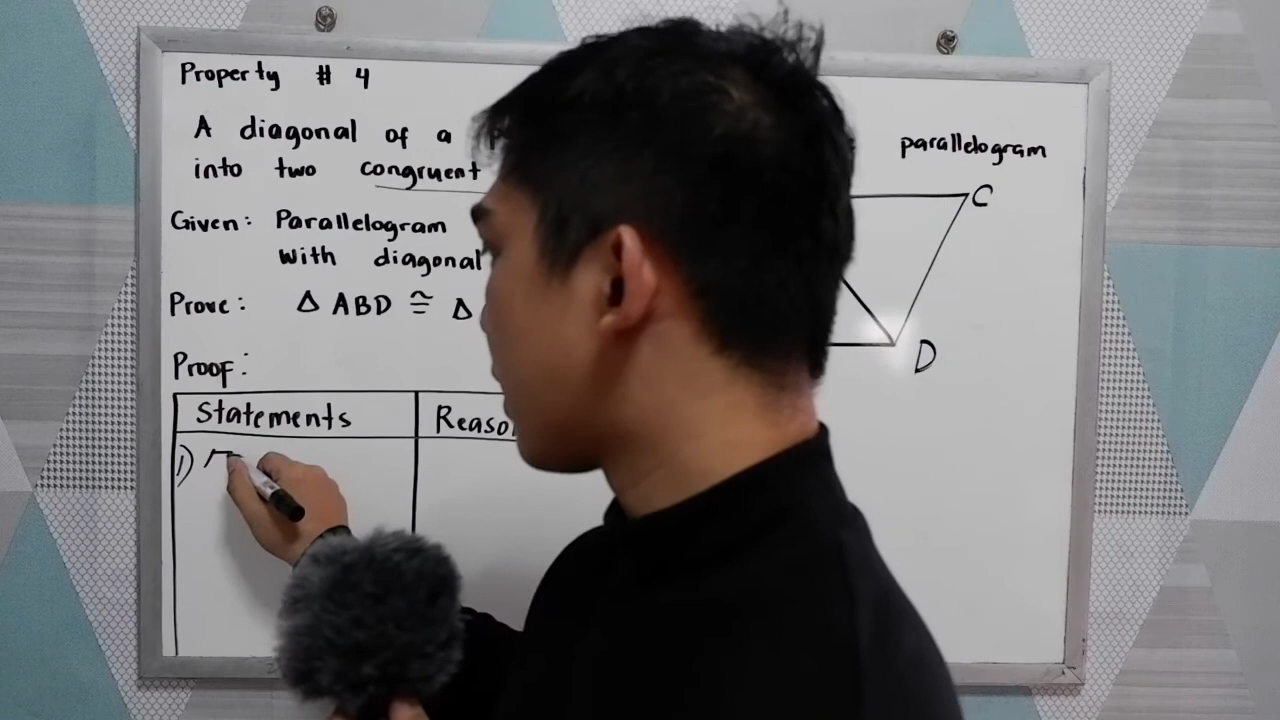 Property # 4
A diagonal of a
into two congruent
Given: Parallelogram
with diagonal
Prove: Δ ABD ≅ Δ
Proof:
Statements
Reaso
1)
parallelogram
C
D